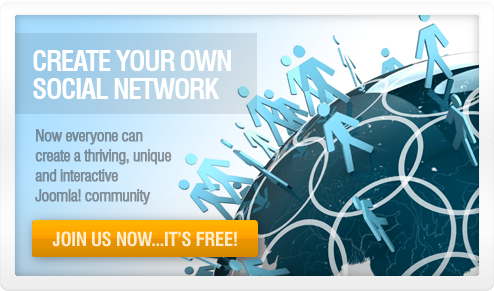 CREATE YOUR OWN
SOCIAL NETWORK
Now everyone can
create a thriving, unique
and interactive
Joomla! community
JOIN US NOW...IT'S FREE!